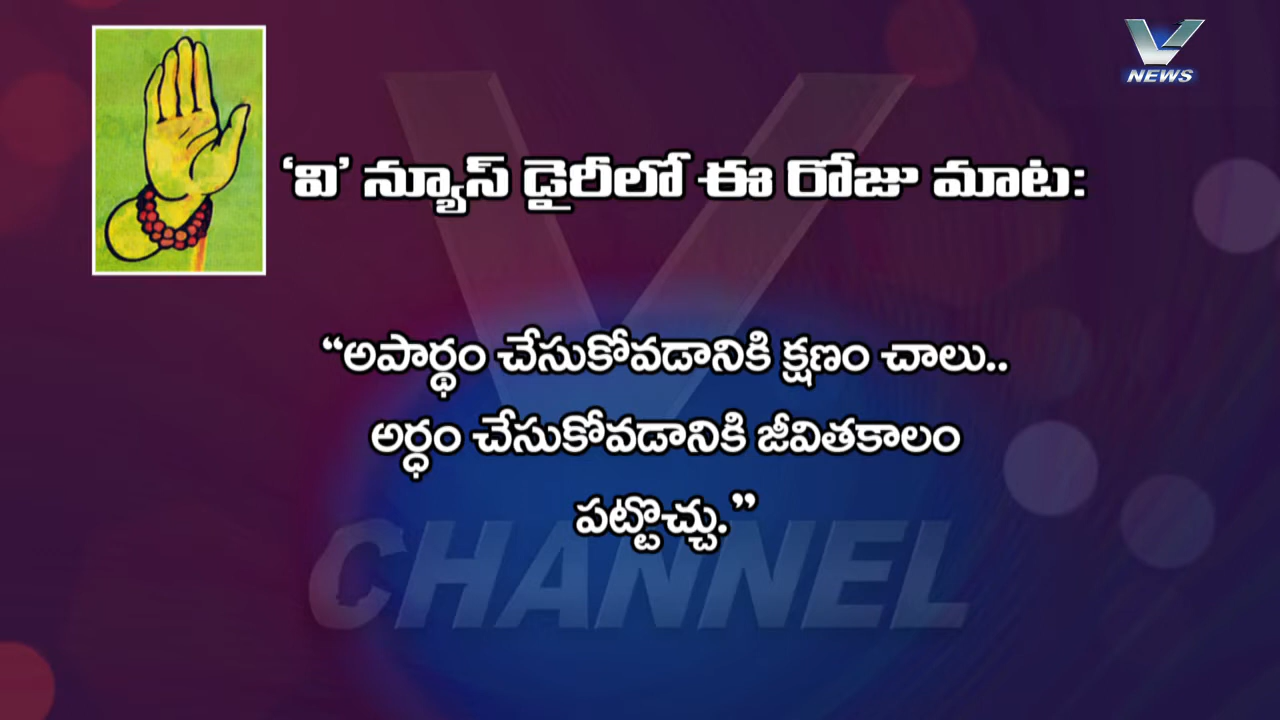 V
NEWS
‘వి’ న్యూస్ డైరీలో ఈ రోజు మాట:
“అపార్థం చేసుకోవడానికి క్షణం చాలు..
అర్ధం చేసుకోవడానికి జీవితకాలం
పట్టొచ్చు.”
V
CHANNEL